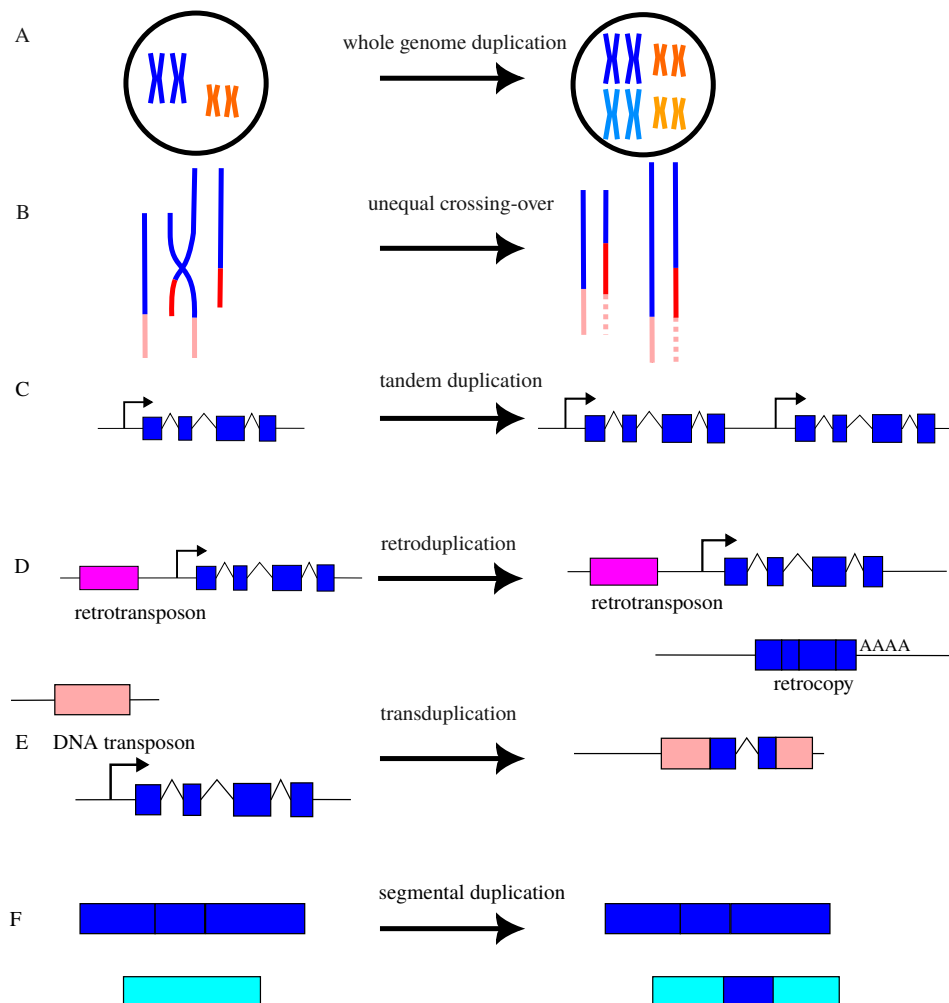 A
whole genome duplication
B
unequal crossing-over
C
tandem duplication
D
retroduplication
retrotransposon
retrotransposon
AAAA
retrocopy
transduplication
E
DNA transposon
segmental duplication
F